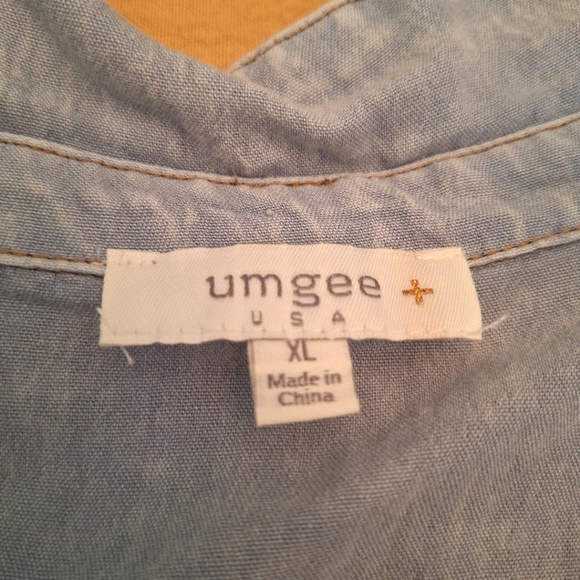 umgee +
USA
XL
Made in
China